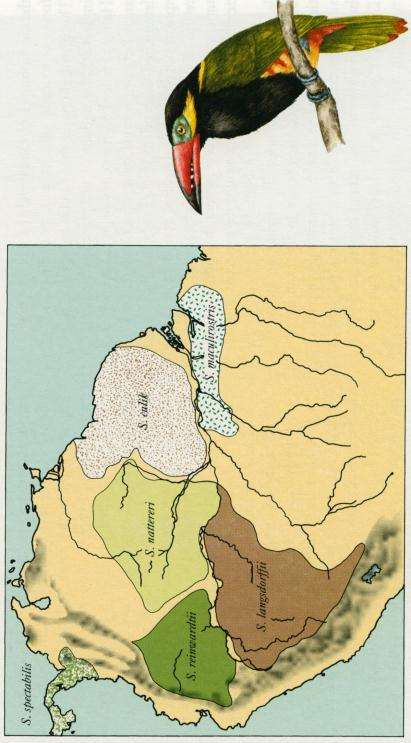 S. spectabilis
S. reinwardtii
S. nattereri
S. culik
S. langsdorffii
S. maculirostris